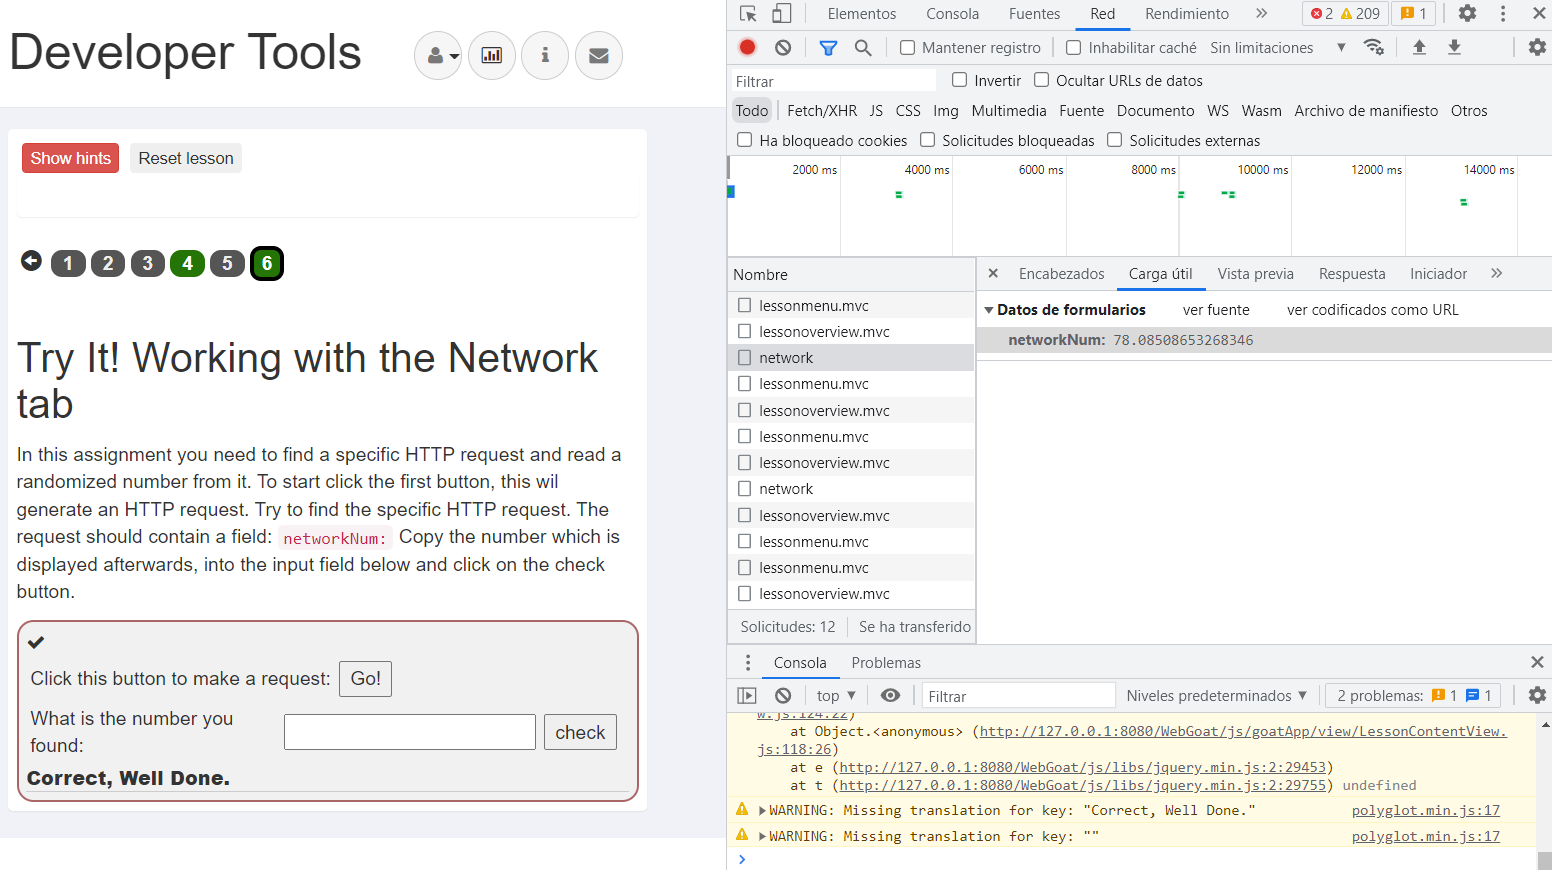 Developer Tools
Show hints
Reset lesson
1 2 3 4 5 6
Try It! Working with the Network
tab
In this assignment you need to find a specific HTTP request and read a
randomized number from it. To start click the first button, this wil
generate an HTTP request. Try to find the specific HTTP request. The
request should contain a field: networkNum: Copy the number which is
displayed afterwards, into the input field below and click on the check
button.
Click this button to make a request: Go!
What is the number you
found:
check
Correct, Well Done.
Elementos Consola Fuentes Red Rendimiento » 2 209 1
Mantener registro Inhabilitar caché Sin limitaciones
Filtrar Invertir Ocultar URLs de datos
Todo Fetch/XHR JS CSS Img Multimedia Fuente Documento WS Wasm Archivo de manifiesto Otros
Ha bloqueado cookies Solicitudes bloqueadas Solicitudes externas
2000 ms 4000 ms 6000 ms 8000 ms 10000 ms 12000 ms 14000 ms
Nombre
lessonmenu.mvc
lessonoverview.mvc
network
lessonmenu.mvc
lessonoverview.mvc
lessonmenu.mvc
lessonoverview.mvc
network
lessonoverview.mvc
lessonmenu.mvc
lessonmenu.mvc
lessonoverview.mvc
Solicitudes: 12 Se ha transferido
Encabezados Carga útil Vista previa Respuesta Iniciador »
Datos de formularios ver fuente ver codificados como URL
networkNum: 78.08508653268346
Consola Problemas
top Filtrar Niveles predeterminados 2 problemas: 1 1
w.js:124:22)
at Object.<anonymous> (http://127.0.0.1:8080/WebGoat/js/goatApp/view/LessonContentView.
js:118:26)
at e (http://127.0.0.1:8080/WebGoat/js/libs/jquery.min.js:2:29453)
at t (http://127.0.0.1:8080/WebGoat/js/libs/jquery.min.js:2:29755) undefined
WARNING: Missing translation for key: "Correct, Well Done." polyglot.min.js:17
WARNING: Missing translation for key: "" polyglot.min.js:17